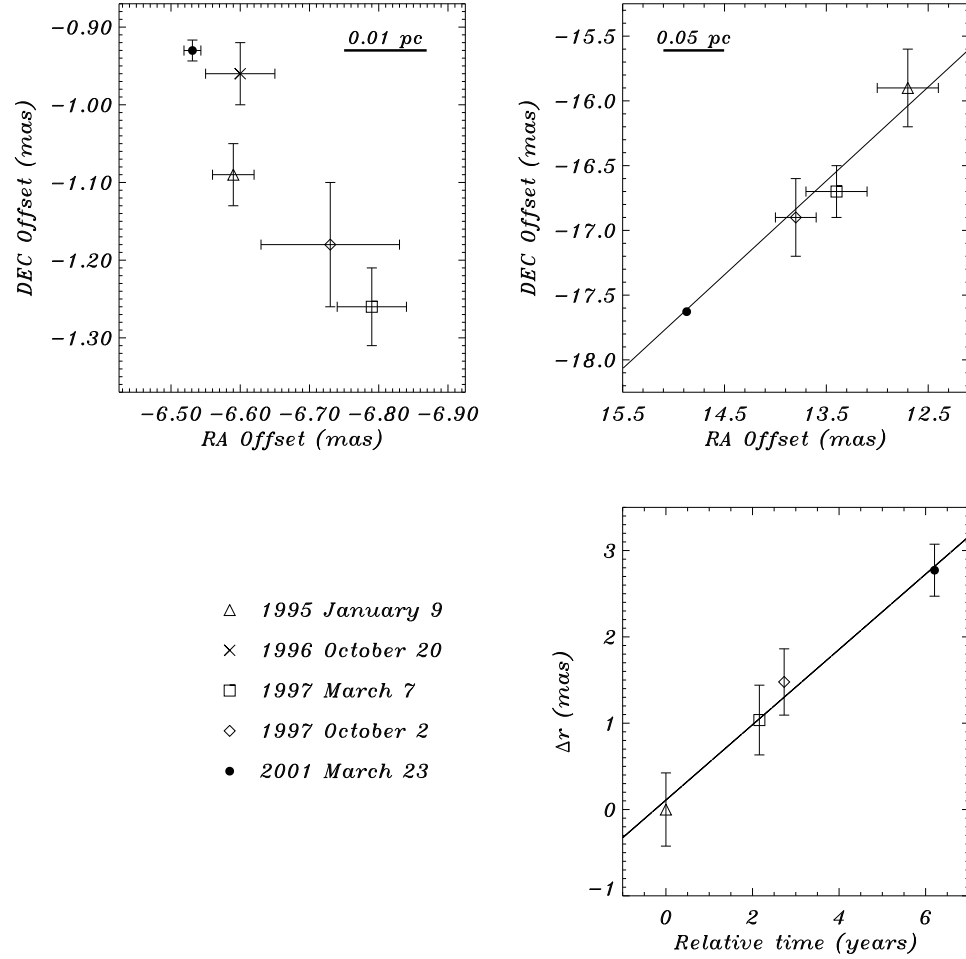 0.01 pc
-0.90
-1.00
-1.10
-1.20
-1.30
DEC Offset (mas)
-6.50 -6.60 -6.70 -6.80 -6.90
RA Offset (mas)
0.05 pc
-15.5
-16.0
-16.5
-17.0
-17.5
-18.0
DEC Offset (mas)
15.5 14.5 13.5 12.5
RA Offset (mas)
1995 January 9
1996 October 20
1997 March 7
1997 October 2
2001 March 23
3
2
1
0
-1
Δr (mas)
0 2 4 6
Relative time (years)